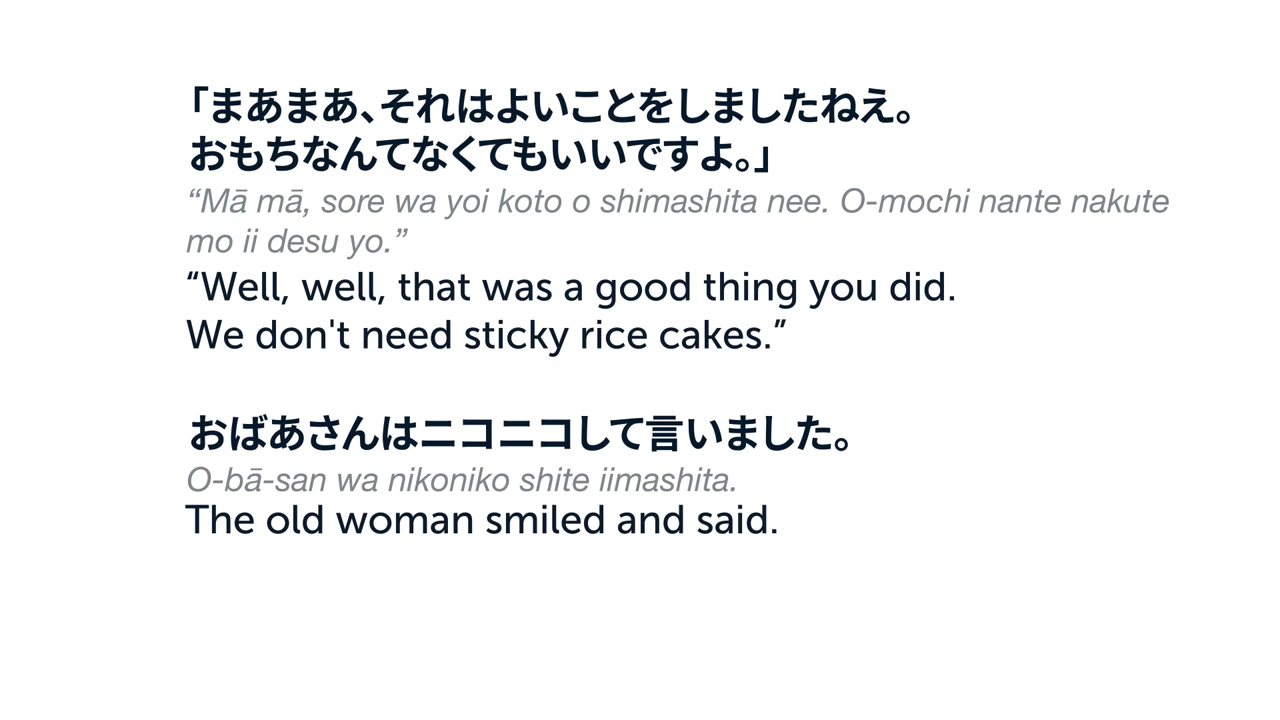 「まあまあ、それはよいことをしましたねえ。
おもちなんてなくてもいいですよ。」
“Mā mā, sore wa yoi koto o shimashita nee. O-mochi nante nakute
mo ii desu yo.”
“Well, well, that was a good thing you did.
We don't need sticky rice cakes.”
おばあさんはニコニコして言いました。
O-bā-san wa nikoniko shite iimashita.
The old woman smiled and said.